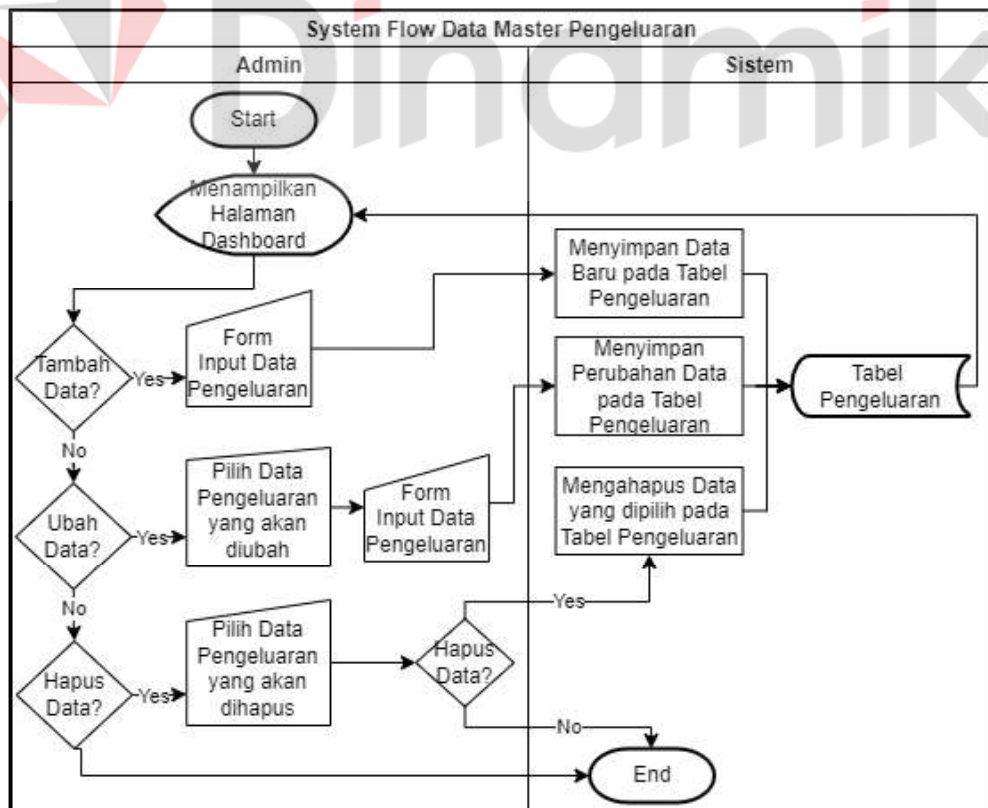 Dinamik
System Flow Data Master Pengeluaran
Admin
Sistem
Start
Menampilkan
Halaman
Dashboard
Menyimpan Data
Baru pada Tabel
Pengeluaran
Tambah
Data?
Yes
Form
Input Data
Pengeluaran
Menyimpan
Perubahan Data
pada Tabel
Pengeluaran
Tabel
Pengeluaran
No
Ubah
Data?
Yes
Pilih Data
Pengeluaran
yang akan
diubah
Form
Input Data
Pengeluaran
Mengahapus Data
yang dipilih pada
Tabel Pengeluaran
No
Hapus
Data?
Yes
Pilih Data
Pengeluaran
yang akan
dihapus
Hapus
Data?
Yes
No
End